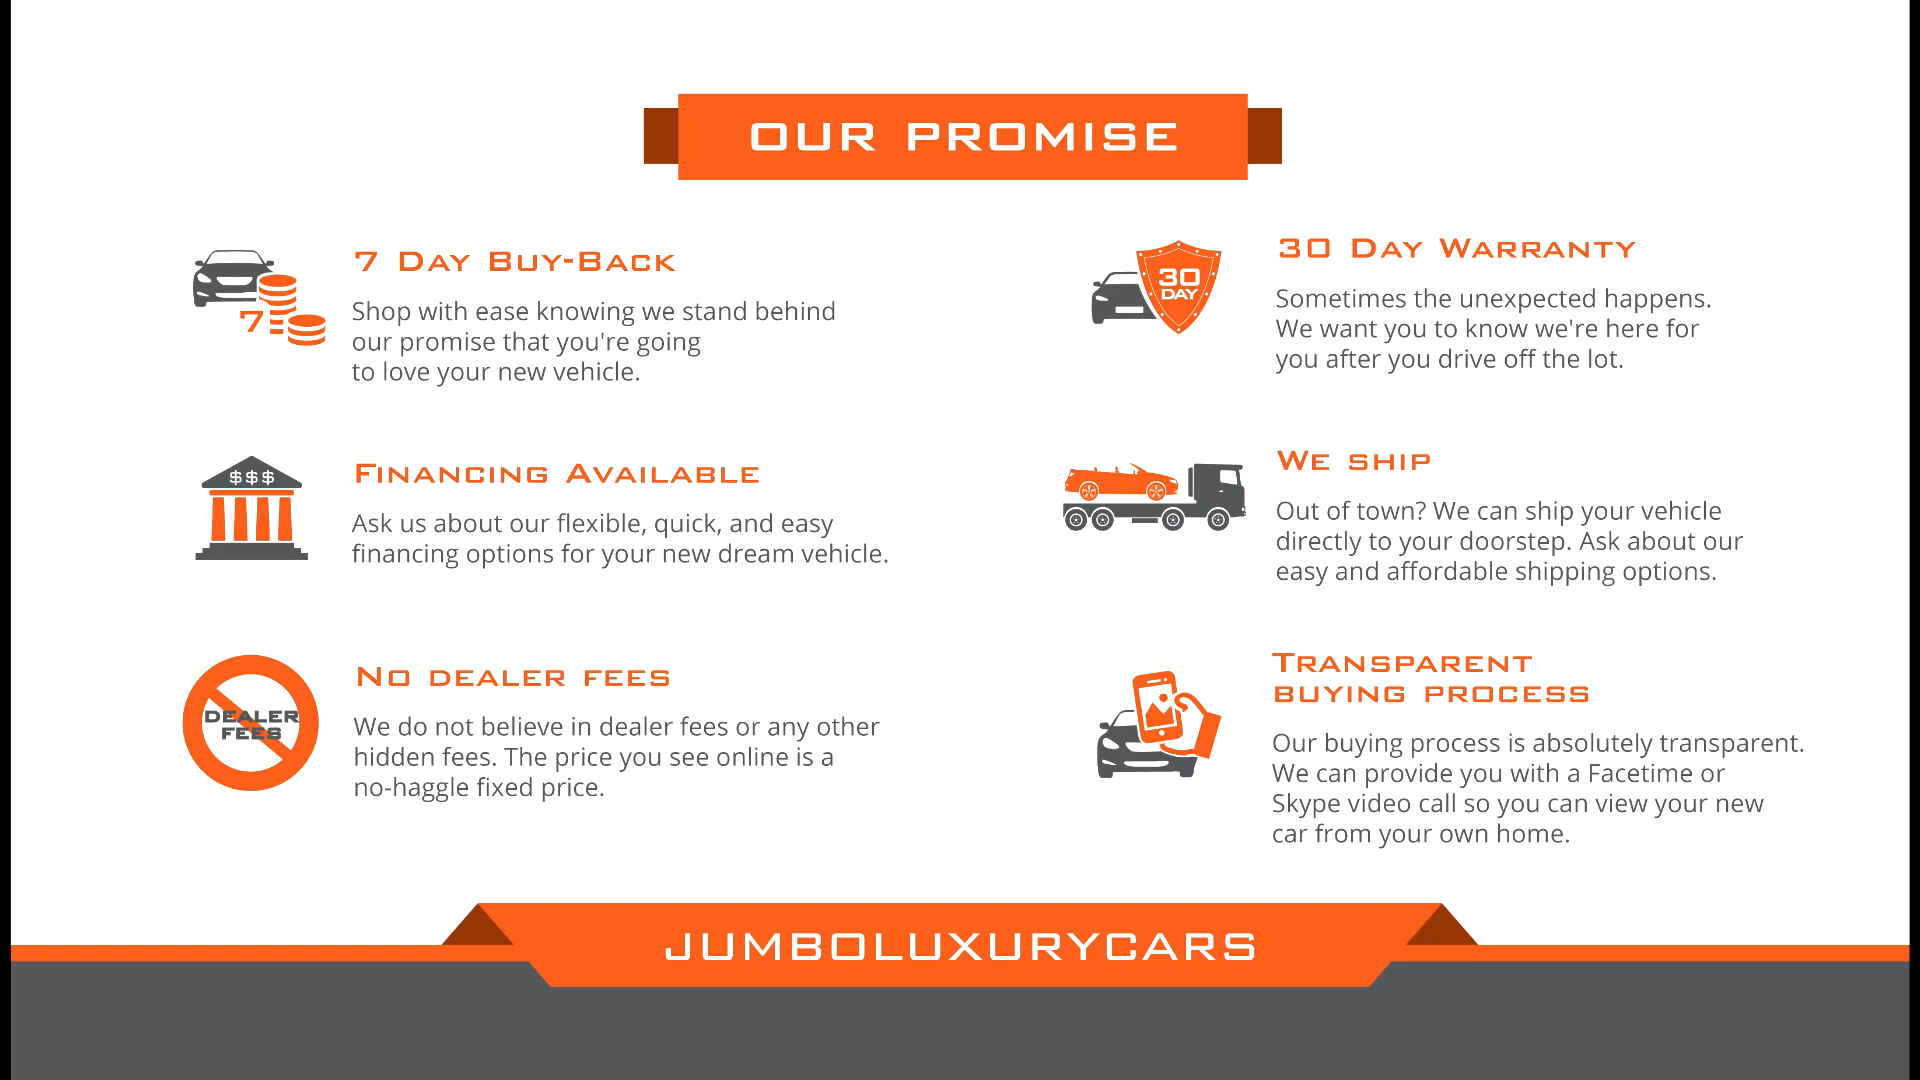 OUR PROMISE
7 DAY BUY-BACK
Shop with ease knowing we stand behind
our promise that you're going
to love your new vehicle.
7
$$$
FINANCING AVAILABLE
Ask us about our flexible, quick, and easy
financing options for your new dream vehicle.
DEALER
FEES
NO DEALER FEES
We do not believe in dealer fees or any other
hidden fees. The price you see online is a
no-haggle fixed price.
30
DAY
30 DAY WARRANTY
Sometimes the unexpected happens.
We want you to know we're here for
you after you drive off the lot.
WE SHIP
Out of town? We can ship your vehicle
directly to your doorstep. Ask about our
easy and affordable shipping options.
TRANSPARENT
BUYING PROCESS
Our buying process is absolutely transparent.
We can provide you with a Facetime or
Skype video call so you can view your new
car from your own home.
JUMBOLUXURYCARS